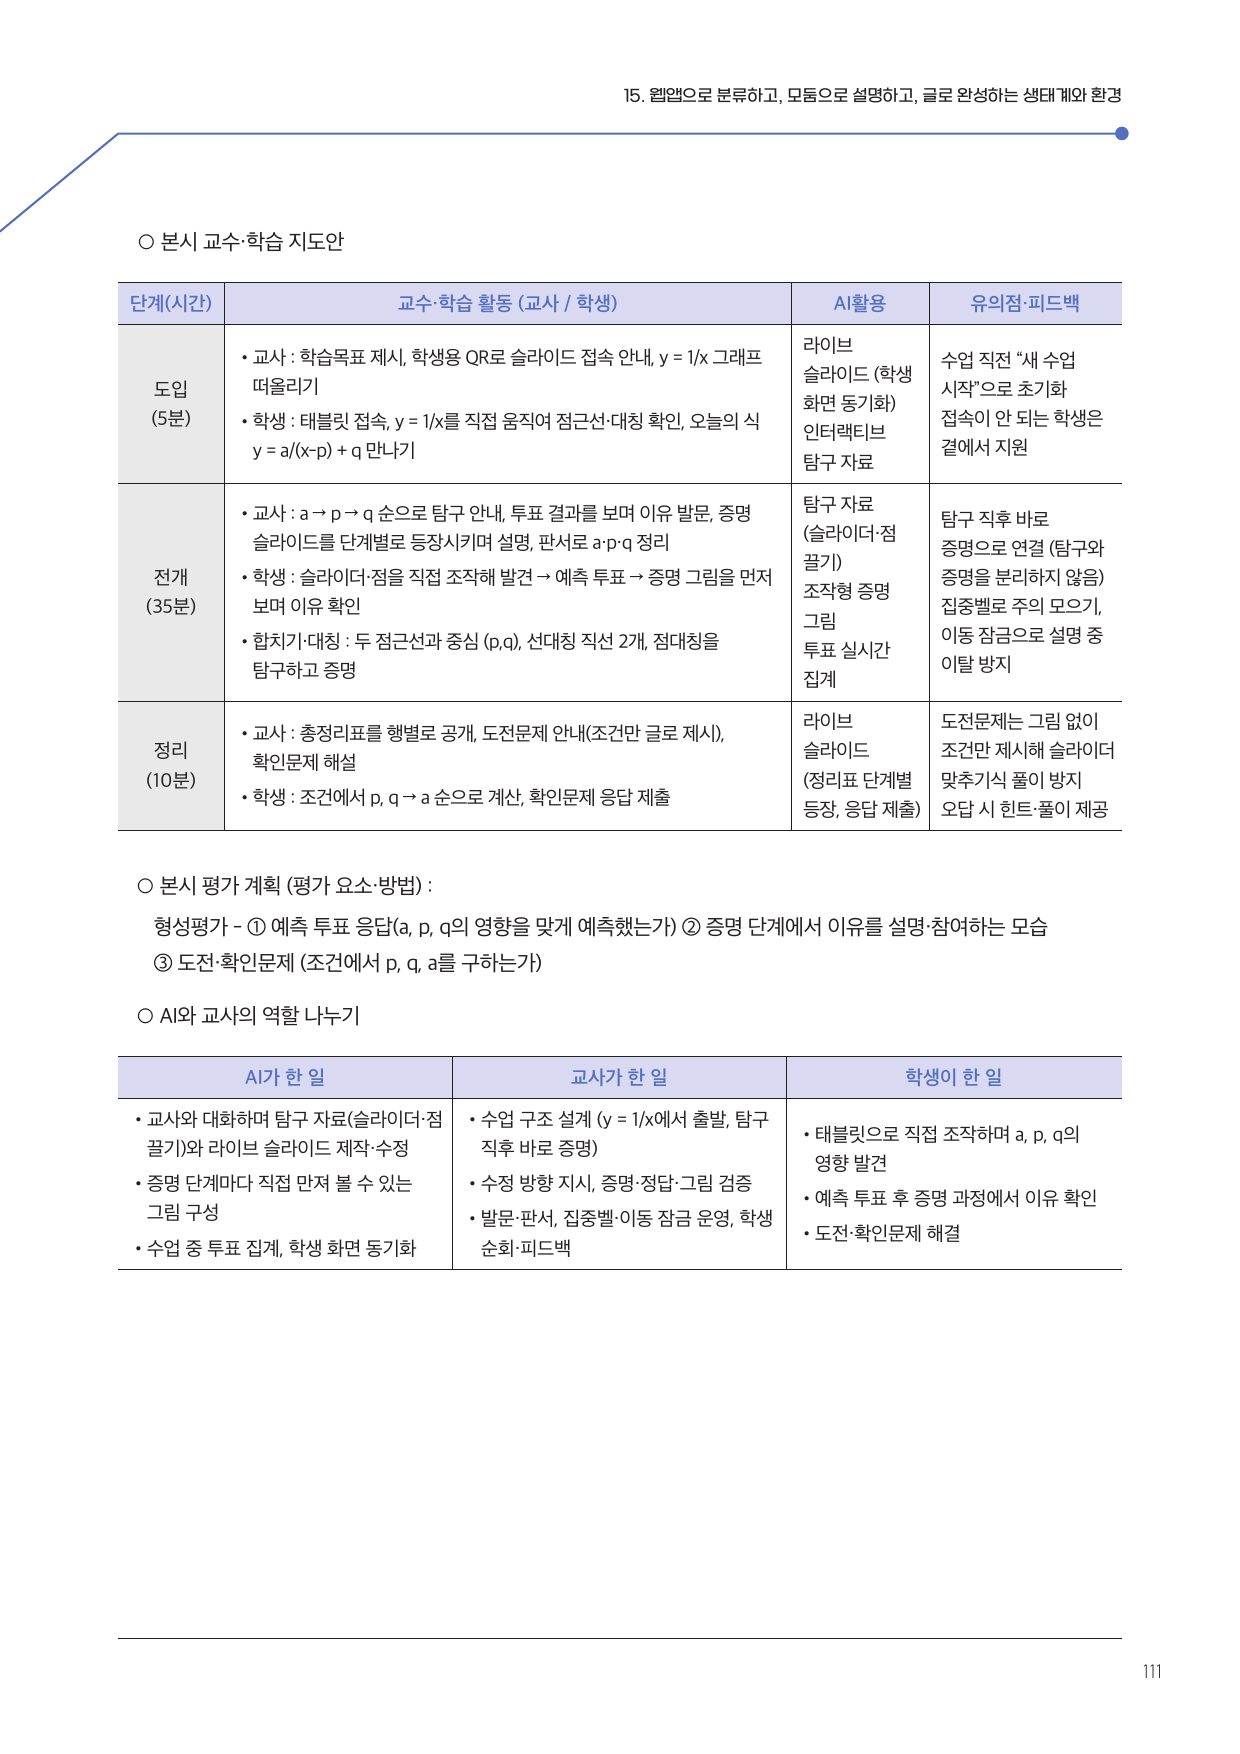 15. 웹앱으로 분류하고, 모둠으로 설명하고, 글로 완성하는 생태계와 환경
○ 본시 교수·학습 지도안
단계(시간)
교수·학습 활동 (교사 / 학생)
AI활용
유의점·피드백
도입
(5분)
• 교사 : 학습목표 제시, 학생용 QR로 슬라이드 접속 안내, y = 1/x 그래프
떠올리기
• 학생 : 태블릿 접속, y = 1/x를 직접 움직여 점근선·대칭 확인, 오늘의 식
y = a/(x-p) + q 만나기
라이브
슬라이드 (학생
화면 동기화)
인터랙티브
탐구 자료
수업 직전 “새 수업
시작”으로 초기화
접속이 안 되는 학생은
곁에서 지원
전개
(35분)
• 교사 : a → p → q 순으로 탐구 안내, 투표 결과를 보며 이유 발문, 증명
슬라이드를 단계별로 등장시키며 설명, 판서로 a·p·q 정리
• 학생 : 슬라이더·점을 직접 조작해 발견 → 예측 투표 → 증명 그림을 먼저
보며 이유 확인
• 합치기·대칭 : 두 점근선과 중심 (p,q), 선대칭 직선 2개, 점대칭을
탐구하고 증명
탐구 자료
(슬라이더·점
끌기)
조작형 증명
그림
투표 실시간
집계
탐구 직후 바로
증명으로 연결 (탐구와
증명을 분리하지 않음)
집중벨로 주의 모으기,
이동 잠금으로 설명 중
이탈 방지
정리
(10분)
• 교사 : 총정리표를 행별로 공개, 도전문제 안내(조건만 글로 제시),
확인문제 해설
• 학생 : 조건에서 p, q → a 순으로 계산, 확인문제 응답 제출
라이브
슬라이드
(정리표 단계별
등장, 응답 제출)
도전문제는 그림 없이
조건만 제시해 슬라이더
맞추기식 풀이 방지
오답 시 힌트·풀이 제공
○ 본시 평가 계획 (평가 요소·방법) :
형성평가 - ① 예측 투표 응답(a, p, q의 영향을 맞게 예측했는가) ② 증명 단계에서 이유를 설명·참여하는 모습
③ 도전·확인문제 (조건에서 p, q, a를 구하는가)
○ AI와 교사의 역할 나누기
AI가 한 일
교사가 한 일
학생이 한 일
• 교사와 대화하며 탐구 자료(슬라이더·점
끌기)와 라이브 슬라이드 제작·수정
• 증명 단계마다 직접 만져 볼 수 있는
그림 구성
• 수업 중 투표 집계, 학생 화면 동기화
• 수업 구조 설계 (y = 1/x에서 출발, 탐구
직후 바로 증명)
• 수정 방향 지시, 증명·정답·그림 검증
• 발문·판서, 집중벨·이동 잠금 운영, 학생
순회·피드백
• 태블릿으로 직접 조작하며 a, p, q의
영향 발견
• 예측 투표 후 증명 과정에서 이유 확인
• 도전·확인문제 해결
111